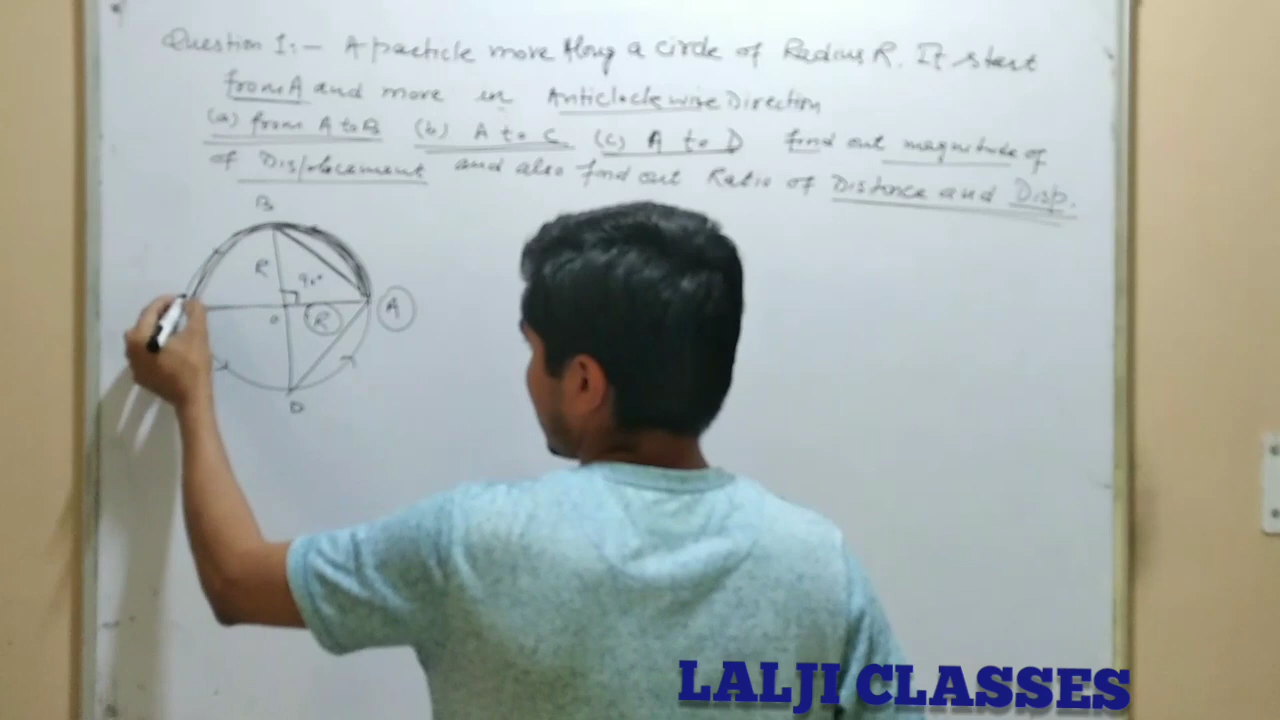 Question 1:- A particle move Along a circle of Radius R. It start
from A and move in Anticlockwise Direction
(a) from A to B (b) A to C (c) A to D find out magnitude of
of Displacement and also find out Ratio of Distance and Disp.
B
R
90°
O
R
A
D
LALJI CLASSES